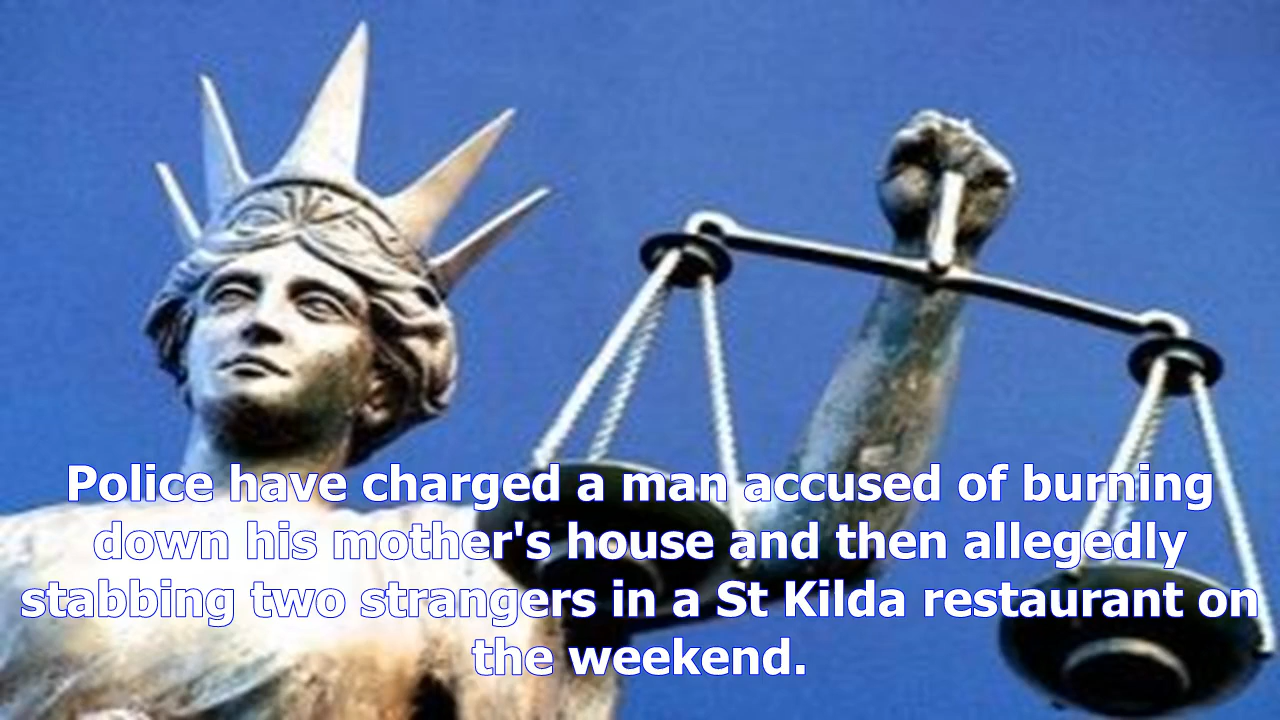 Police have charged a man accused of burning
down his mother's house and then allegedly
stabbing two strangers in a St Kilda restaurant on
the weekend.